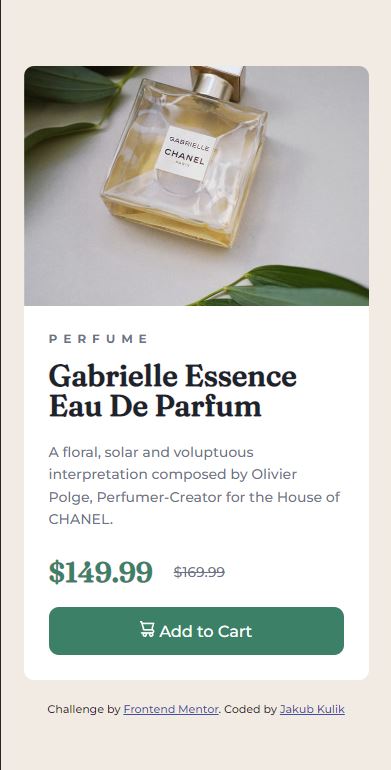 GABRIELLE
CHANEL
PARIS
PERFUME
Gabrielle Essence
Eau De Parfum
A floral, solar and voluptuous
interpretation composed by Olivier
Polge, Perfumer-Creator for the House of
CHANEL.
$149.99 $169.99
Add to Cart
Challenge by Frontend Mentor. Coded by Jakub Kulik